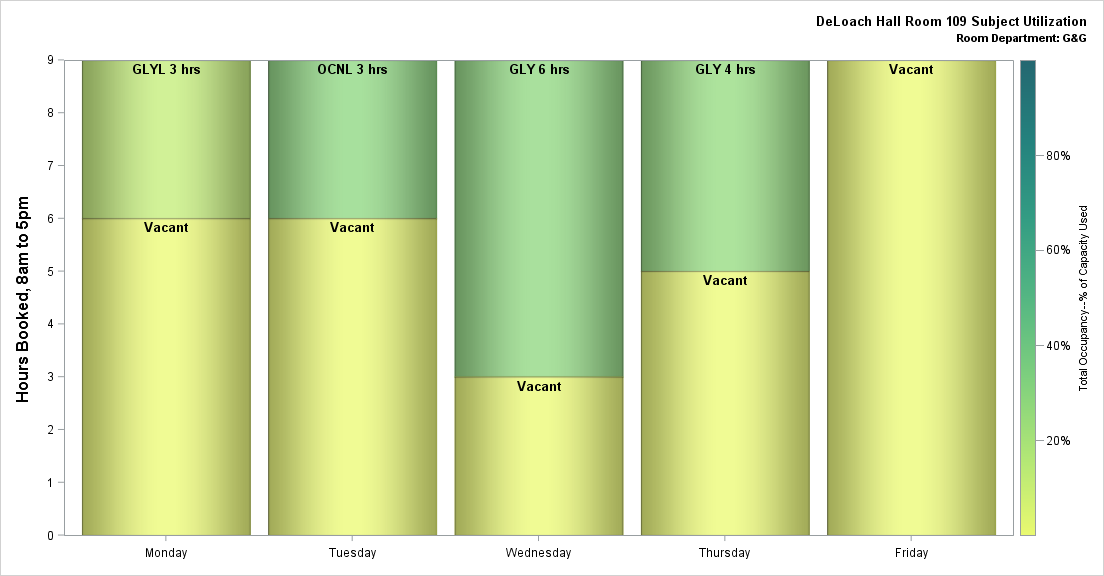 DeLoach Hall Room 109 Subject Utilization
Room Department: G&G
Hours Booked, 8am to 5pm
9
8
7
6
5
4
3
2
1
0
GLYL 3 hrs
Vacant
OCNL 3 hrs
Vacant
GLY 6 hrs
Vacant
GLY 4 hrs
Vacant
Vacant
Monday
Tuesday
Wednesday
Thursday
Friday
80%
60%
40%
20%
Total Occupancy--% of Capacity Used